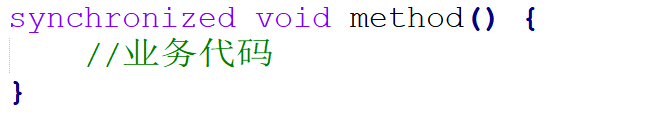 synchronized void method() {
    //业务代码
}